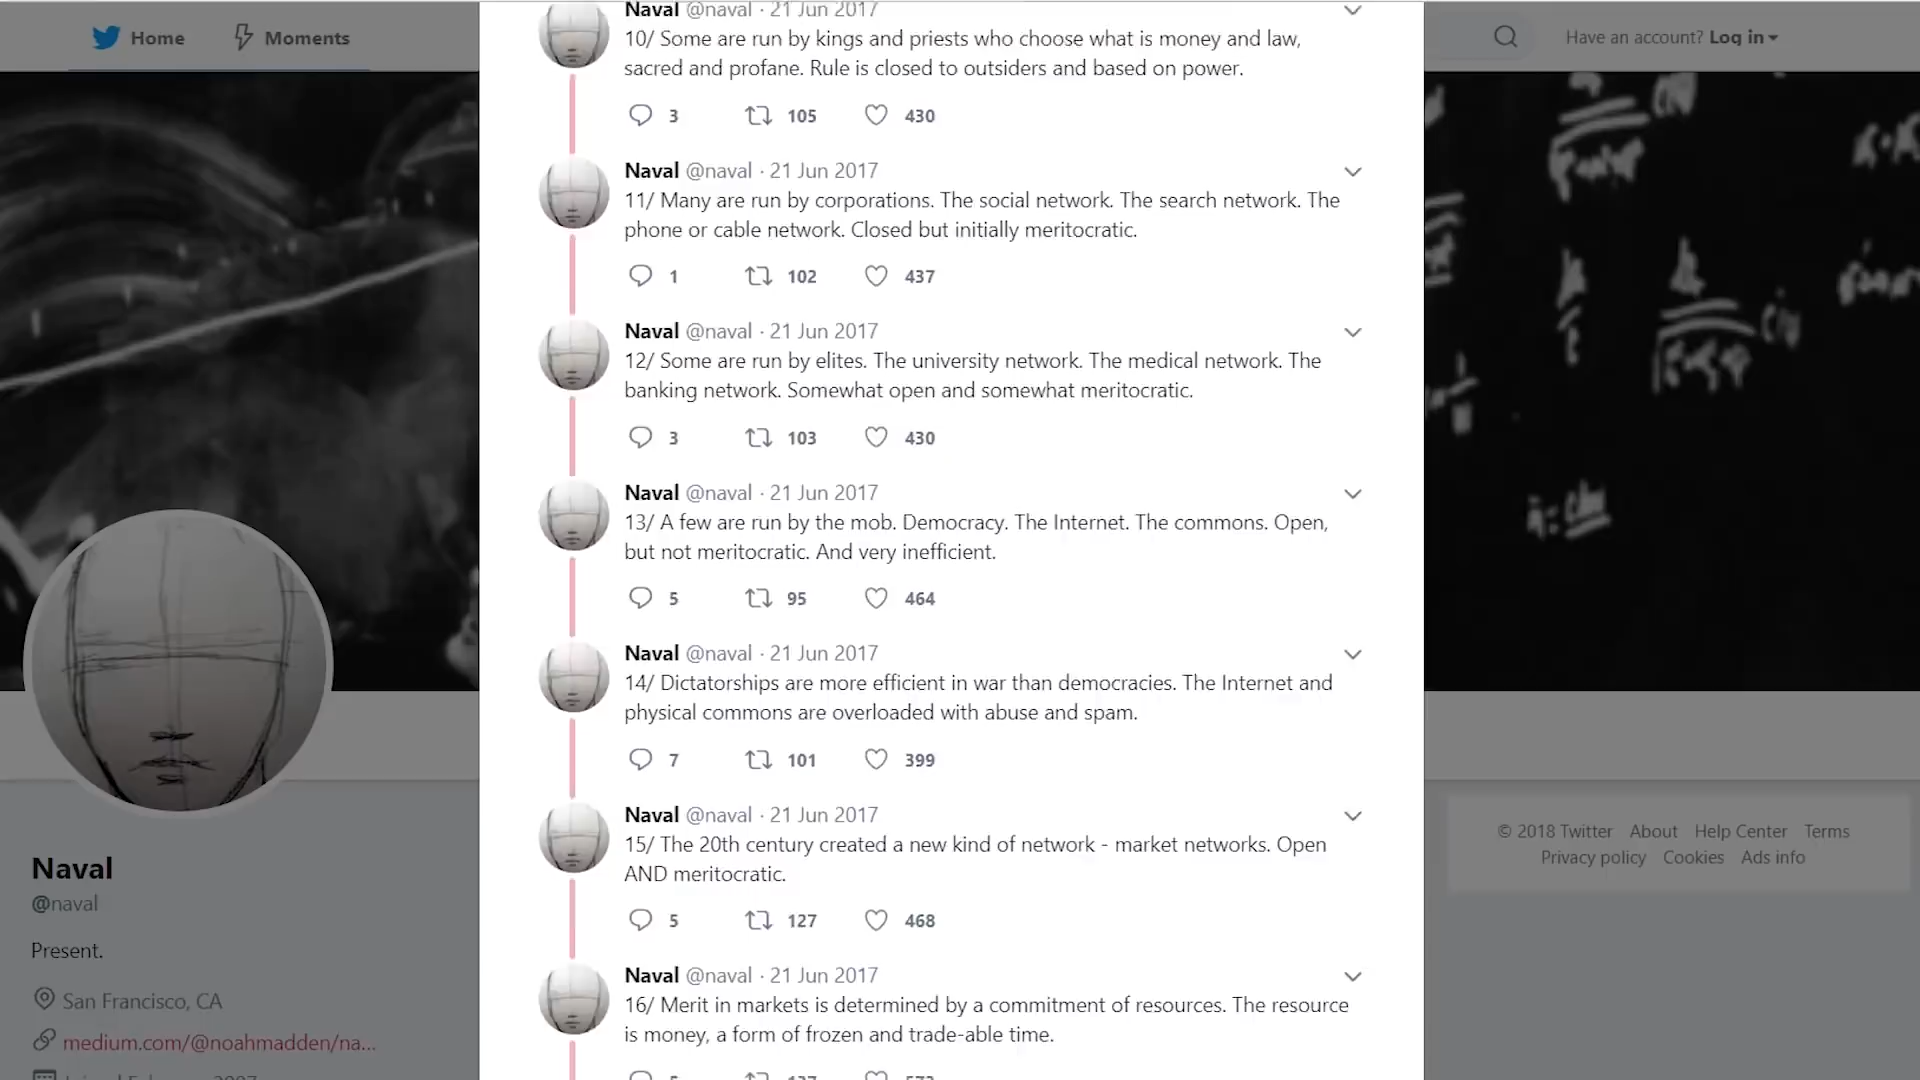 Home
Moments
Have an account? Log in
Naval @naval · 21 Jun 2017
10/ Some are run by kings and priests who choose what is money and law,
sacred and profane. Rule is closed to outsiders and based on power.
3 105 430
Naval @naval · 21 Jun 2017
11/ Many are run by corporations. The social network. The search network. The
phone or cable network. Closed but initially meritocratic.
1 102 437
Naval @naval · 21 Jun 2017
12/ Some are run by elites. The university network. The medical network. The
banking network. Somewhat open and somewhat meritocratic.
3 103 430
Naval @naval · 21 Jun 2017
13/ A few are run by the mob. Democracy. The Internet. The commons. Open,
but not meritocratic. And very inefficient.
5 95 464
Naval @naval · 21 Jun 2017
14/ Dictatorships are more efficient in war than democracies. The Internet and
physical commons are overloaded with abuse and spam.
7 101 399
Naval @naval · 21 Jun 2017
15/ The 20th century created a new kind of network - market networks. Open
AND meritocratic.
5 127 468
Naval @naval · 21 Jun 2017
16/ Merit in markets is determined by a commitment of resources. The resource
is money, a form of frozen and trade-able time.
Naval
@naval
Present.
San Francisco, CA
medium.com/@noahmadden/na...
© 2018 Twitter About Help Center Terms
Privacy policy Cookies Ads info